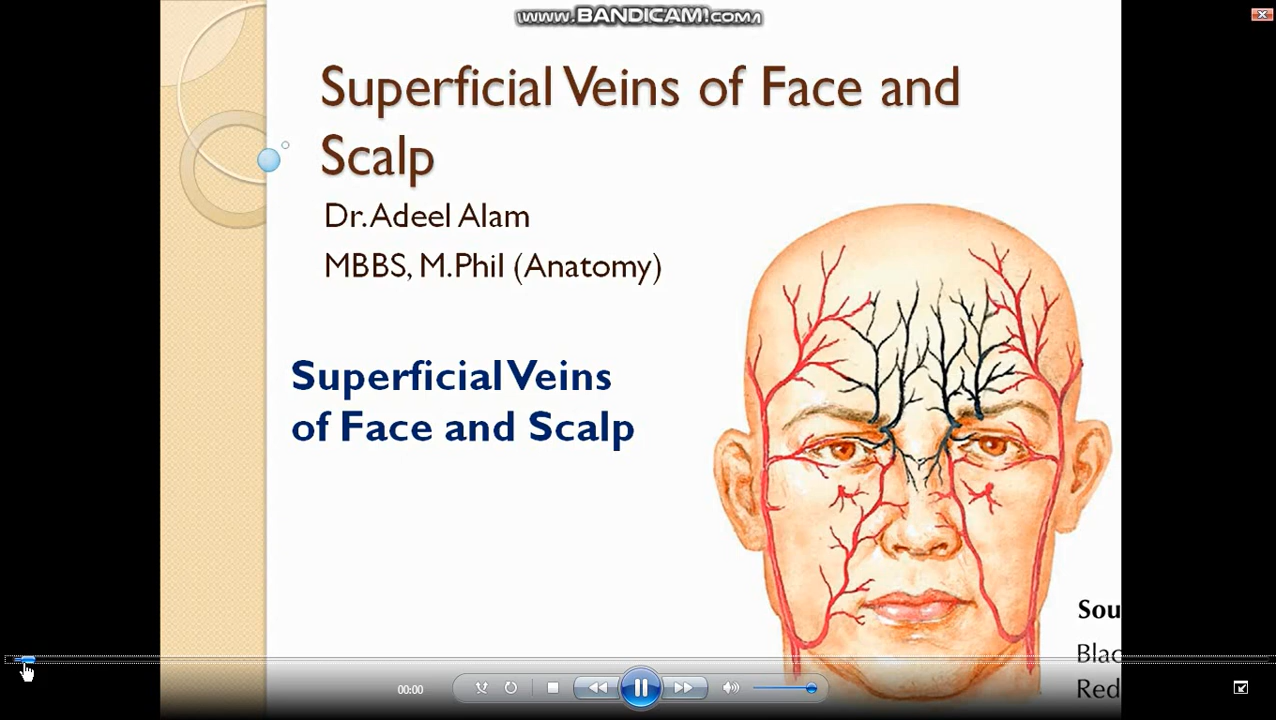 www.BANDICAM.COM
Superficial Veins of Face and
Scalp
Dr. Adeel Alam
MBBS, M.Phil (Anatomy)
Superficial Veins
of Face and Scalp
Sou
Blac
Red
00:00